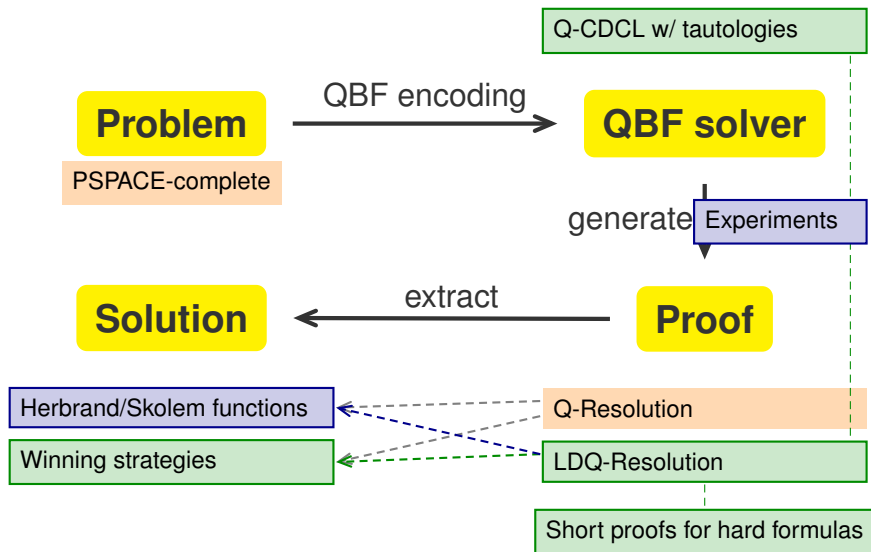 Q-CDCL w/ tautologies
QBF encoding
Problem
QBF solver
PSPACE-complete
generate
Experiments
extract
Solution
Proof
Herbrand/Skolem functions
Q-Resolution
Winning strategies
LDQ-Resolution
Short proofs for hard formulas